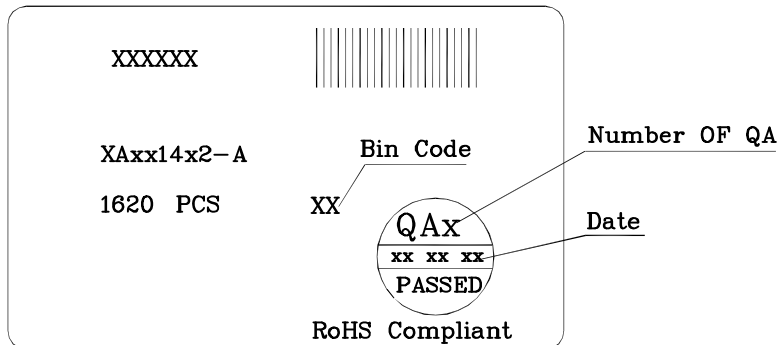 XXXXXX
XAxx14x2-A
Bin Code
Number OF QA
1620 PCS
XX
QAx
Date
xx xx xx
PASSED
RoHS Compliant